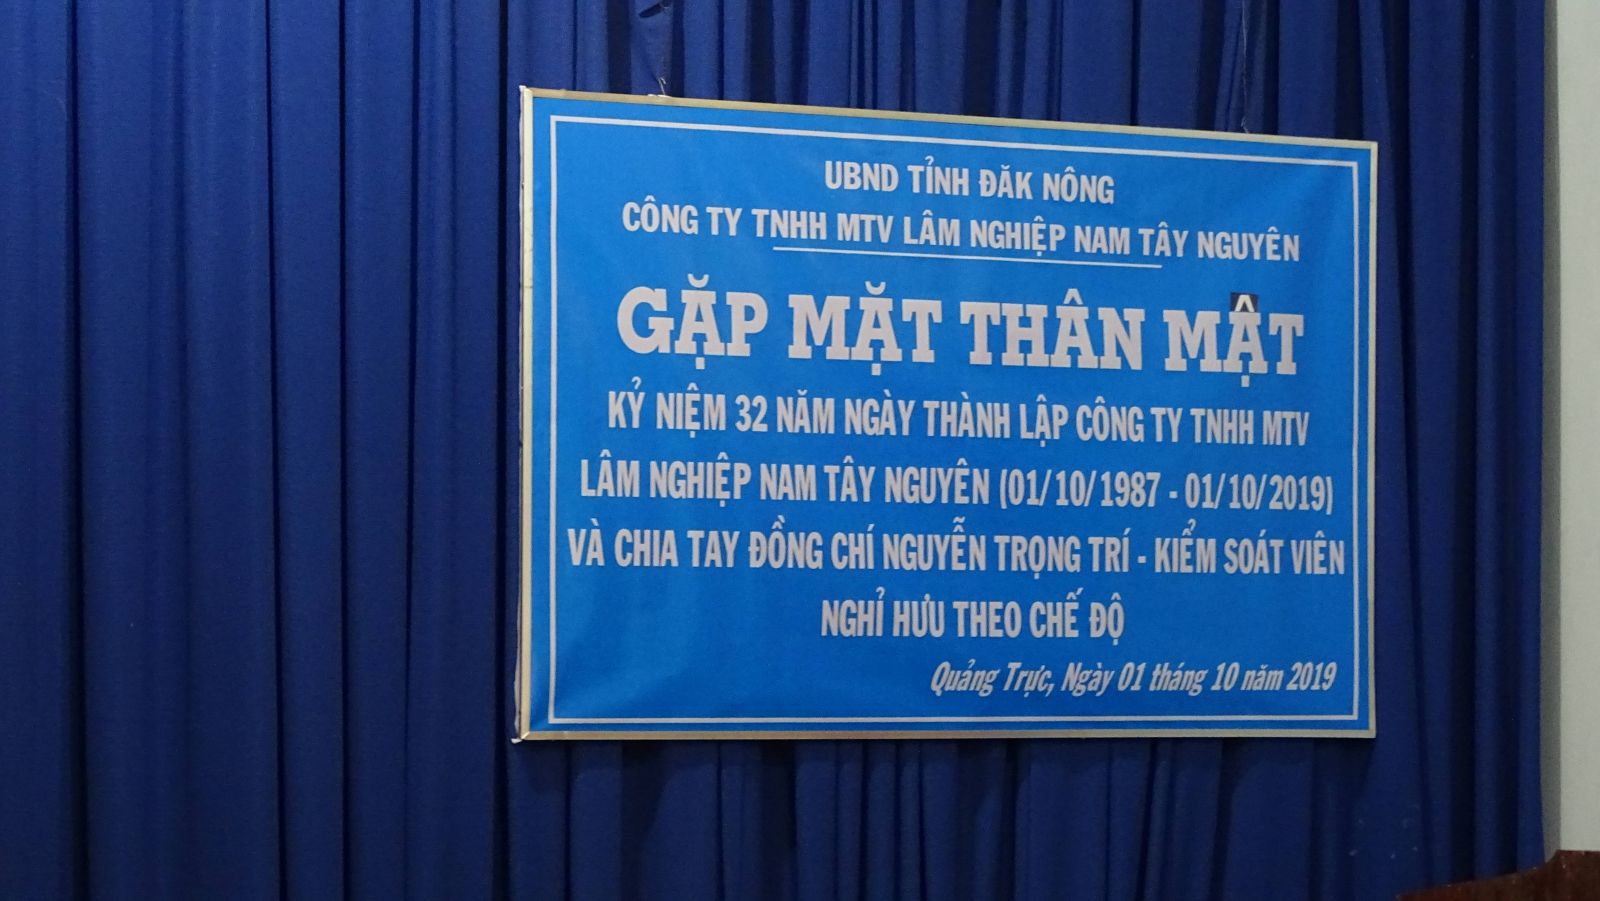 UBND TỈNH ĐĂK NÔNG
CÔNG TY TNHH MTV LÂM NGHIỆP NAM TÂY NGUYÊN
GẶP MẶT THÂN MẬT
KỶ NIỆM 32 NĂM NGÀY THÀNH LẬP CÔNG TY TNHH MTV
LÂM NGHIỆP NAM TÂY NGUYÊN (01/10/1987 - 01/10/2019)
VÀ CHIA TAY ĐỒNG CHÍ NGUYỄN TRỌNG TRÍ - KIỂM SOÁT VIÊN
NGHỈ HƯU THEO CHẾ ĐỘ
Quảng Trực, Ngày 01 tháng 10 năm 2019